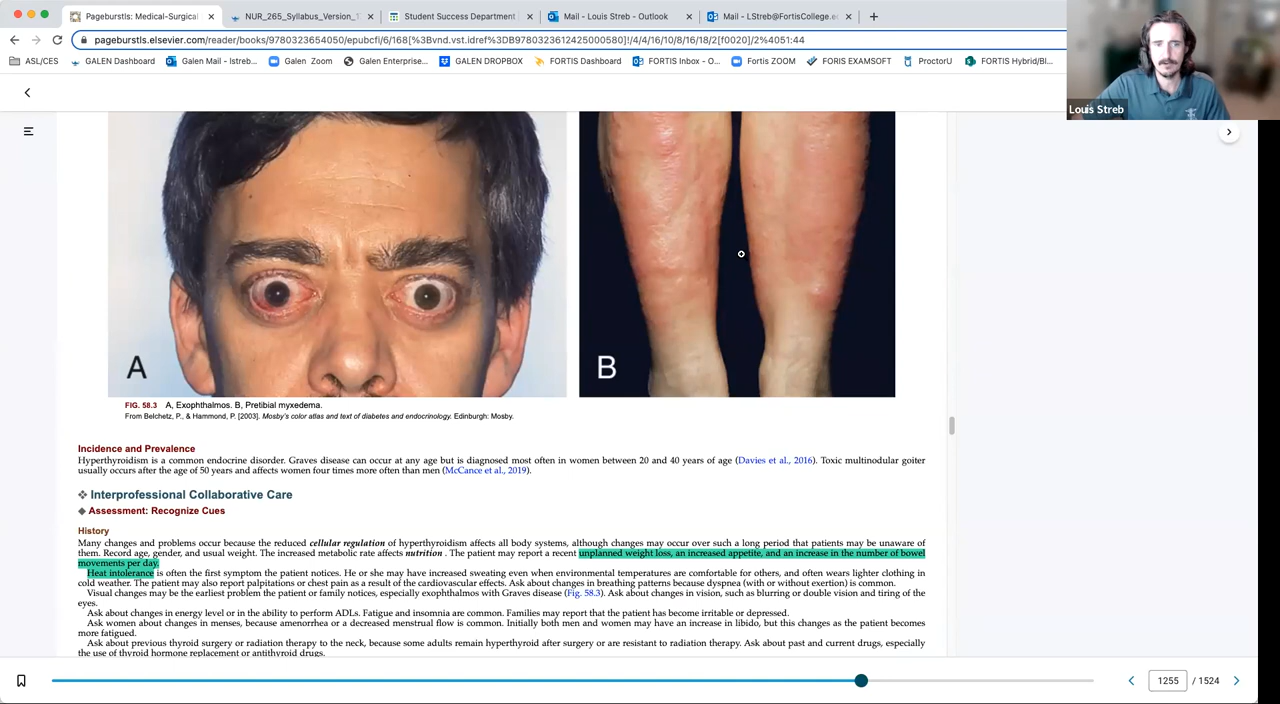 Pageburstls: Medical-Surgical
NUR_265_Syllabus_Version_1
Student Success Department
Mail - Louis Streb - Outlook
Mail - LStreb@FortisCollege.e
pageburstls.elsevier.com/reader/books/9780323654050/epubcfi/6/168[%3Bvnd.vst.idref%3DB9780323612425000580]!/4/4/16/10/8/16/18/2[f0020]/2%4051:44
ASL/CES
GALEN Dashboard
Galen Mail - lstreb...
Galen Zoom
Galen Enterprise...
GALEN DROPBOX
FORTIS Dashboard
FORTIS Inbox - O...
Fortis ZOOM
FORIS EXAMSOFT
ProctorU
FORTIS Hybrid/Bl...
Louis Streb
A
B
FIG. 58.3 A, Exophthalmos. B, Pretibial myxedema.
From Belchetz, P., & Hammond, P. [2003]. Mosby's color atlas and text of diabetes and endocrinology. Edinburgh: Mosby.
Incidence and Prevalence
Hyperthyroidism is a common endocrine disorder. Graves disease can occur at any age but is diagnosed most often in women between 20 and 40 years of age (Davies et al., 2016). Toxic multinodular goiter
usually occurs after the age of 50 years and affects women four times more often than men (McCance et al., 2019).
❖ Interprofessional Collaborative Care
◆ Assessment: Recognize Cues
History
Many changes and problems occur because the reduced cellular regulation of hyperthyroidism affects all body systems, although changes may occur over such a long period that patients may be unaware of
them. Record age, gender, and usual weight. The increased metabolic rate affects nutrition . The patient may report a recent unplanned weight loss, an increased appetite, and an increase in the number of bowel
movements per day.
Heat intolerance is often the first symptom the patient notices. He or she may have increased sweating even when environmental temperatures are comfortable for others, and often wears lighter clothing in
cold weather. The patient may also report palpitations or chest pain as a result of the cardiovascular effects. Ask about changes in breathing patterns because dyspnea (with or without exertion) is common.
Visual changes may be the earliest problem the patient or family notices, especially exophthalmos with Graves disease (Fig. 58.3). Ask about changes in vision, such as blurring or double vision and tiring of the
eyes.
Ask about changes in energy level or in the ability to perform ADLs. Fatigue and insomnia are common. Families may report that the patient has become irritable or depressed.
Ask women about changes in menses, because amenorrhea or a decreased menstrual flow is common. Initially both men and women may have an increase in libido, but this changes as the patient becomes
more fatigued.
Ask about previous thyroid surgery or radiation therapy to the neck, because some adults remain hyperthyroid after surgery or are resistant to radiation therapy. Ask about past and current drugs, especially
the use of thyroid hormone replacement or antithyroid drugs.
1255 / 1524